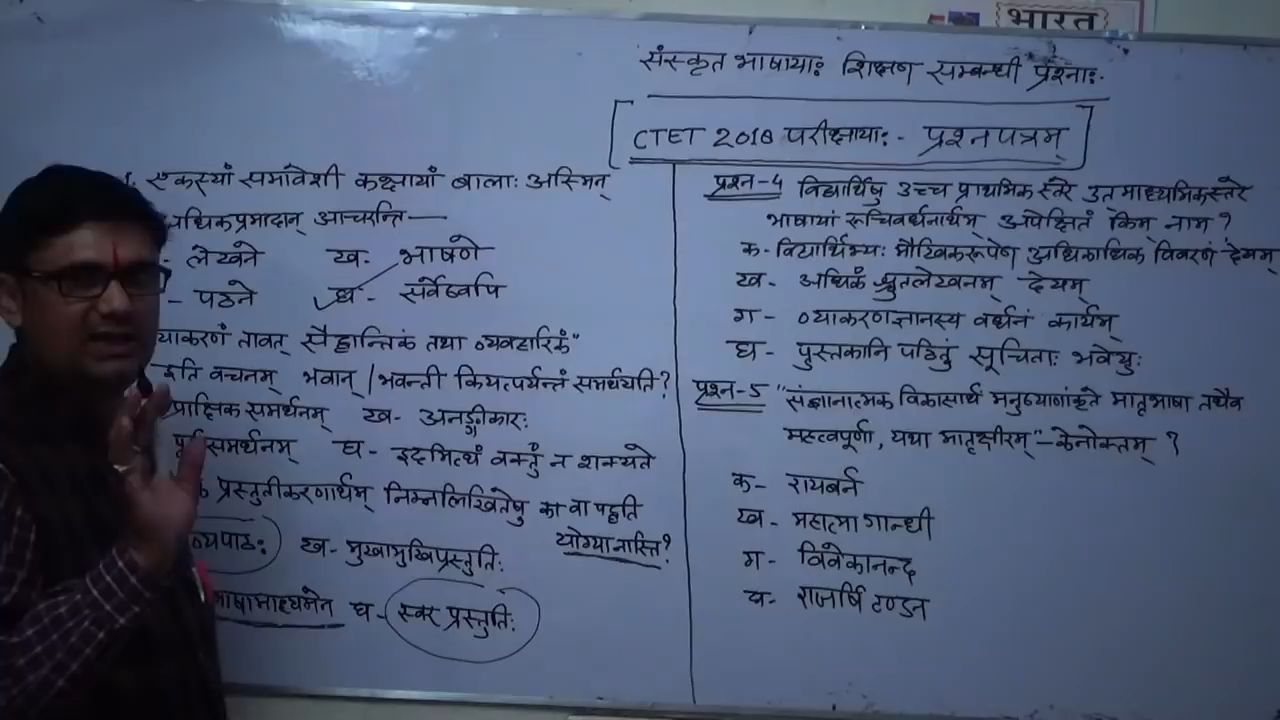 भारत
संस्कृत भाषायाः शिक्षण सम्बन्धी प्रश्नाः
CTET 2018 परीक्षायाः - प्रश्नपत्रम्
1. एकस्यां समावेशी कक्षायां बालाः अस्मिन्
अधिकप्रमादान् आचरन्ति —
- लेखने ख- भाषणे
- पठने घ- सर्वेष्वपि
व्याकरणं तावत् सैद्धान्तिकं तथा व्यवहारिकं"
इति वचनम् भवान् / भवन्ती कियत्पर्यन्तं समर्थयति?
ख- अनङ्गीकारः
समर्थनम् घ- इदमित्थं वक्तुं न शक्यते
प्रस्तुतीकरणार्थम् निम्नलिखितेषु का वा पद्धति
योग्या नास्ति?
पाठः ख- मुखामुखिप्रस्तुतिः
भाषामाध्यमेन घ- स्वर प्रस्तुतिः
प्रश्न-4 विद्यार्थिषु उच्च प्राथमिक स्तरे उत माध्यमिकस्तरे
भाषायां रुचिवर्धनार्थम् अपेक्षितं किम् नाम?
क- विद्यार्थिभ्यः मौखिकरूपेण अधिकाधिक विवरणं देयम्
ख- अधिकं श्रुतलेखनम् देयम्
ग- व्याकरणज्ञानस्य वर्धनं कार्यम्
घ- पुस्तकानि पठितुं सूचिताः भवेयुः
प्रश्न-5 "संज्ञानात्मक विकासार्थं मनुष्याणांकृते मातृभाषा तथैव
महत्वपूर्णा, यथा मातृक्षीरम्" - केनोक्तम् ?
क- रायबर्न
ख- महात्मा गान्धी
ग- विवेकानन्द
घ- राजर्षि टण्डन